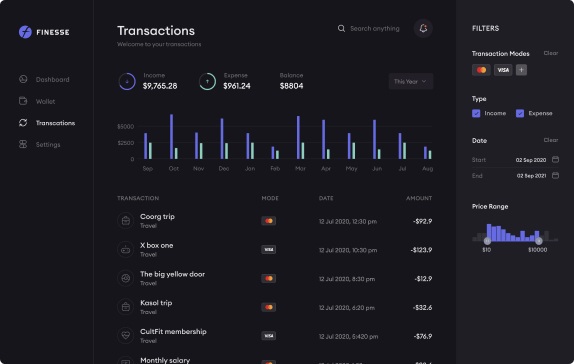 FINESSE
Dashboard
Wallet
Transcations
Settings
Transactions
Welcome to your transactions
Search anything
Income
$9,765.28
Expense
$961.24
Balance
$8804
This Year
$5000
$2500
0
Sep Oct Nov Dec Jan Feb Mar Apr May Jun Jul Aug
TRANSACTION MODE DATE AMOUNT
Coorg trip
Travel
12 Jul 2020, 12:30 pm
-$92.9
X box one
Travel
VISA
12 Jul 2020, 10:30 pm
-$123.9
The big yellow door
Travel
12 Jul 2020, 8:30 pm
-$12.9
Kasol trip
Travel
12 Jul 2020, 6:20 pm
-$32.6
CultFit membership
Travel
VISA
12 Jul 2020, 5:420 pm
-$76.9
Monthly salary
FILTERS
Transaction Modes Clear
VISA +
Type
Income Expense
Date Clear
Start 02 Sep 2020
End 02 Sep 2021
Price Range
$10 $10000